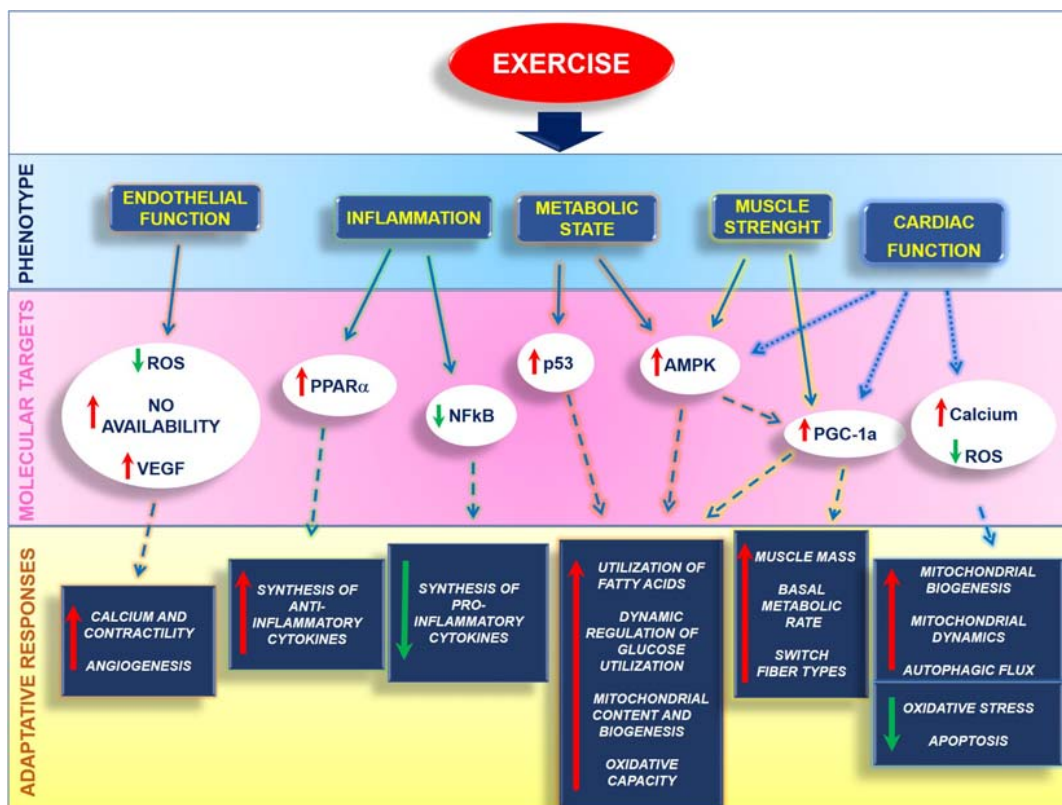 EXERCISE
PHENOTYPE
ENDOTHELIAL
FUNCTION
INFLAMMATION
METABOLIC
STATE
MUSCLE
STRENGHT
CARDIAC
FUNCTION
MOLECULAR TARGETS
ROS
NO
AVAILABILITY
VEGF
PPARα
NFkB
p53
AMPK
PGC-1a
Calcium
ROS
ADAPTATIVE RESPONSES
CALCIUM AND
CONTRACTILITY
ANGIOGENESIS
SYNTHESIS OF
ANTI-
INFLAMMATORY
CYTOKINES
SYNTHESIS OF
PRO-
INFLAMMATORY
CYTOKINES
UTILIZATION OF
FATTY ACIDS
DYNAMIC
REGULATION OF
GLUCOSE
UTILIZATION
MITOCHONDRIAL
CONTENT AND
BIOGENESIS
OXIDATIVE
CAPACITY
MUSCLE MASS
BASAL
METABOLIC
RATE
SWITCH
FIBER TYPES
MITOCHONDRIAL
BIOGENESIS
MITOCHONDRIAL
DYNAMICS
AUTOPHAGIC FLUX
OXIDATIVE STRESS
APOPTOSIS